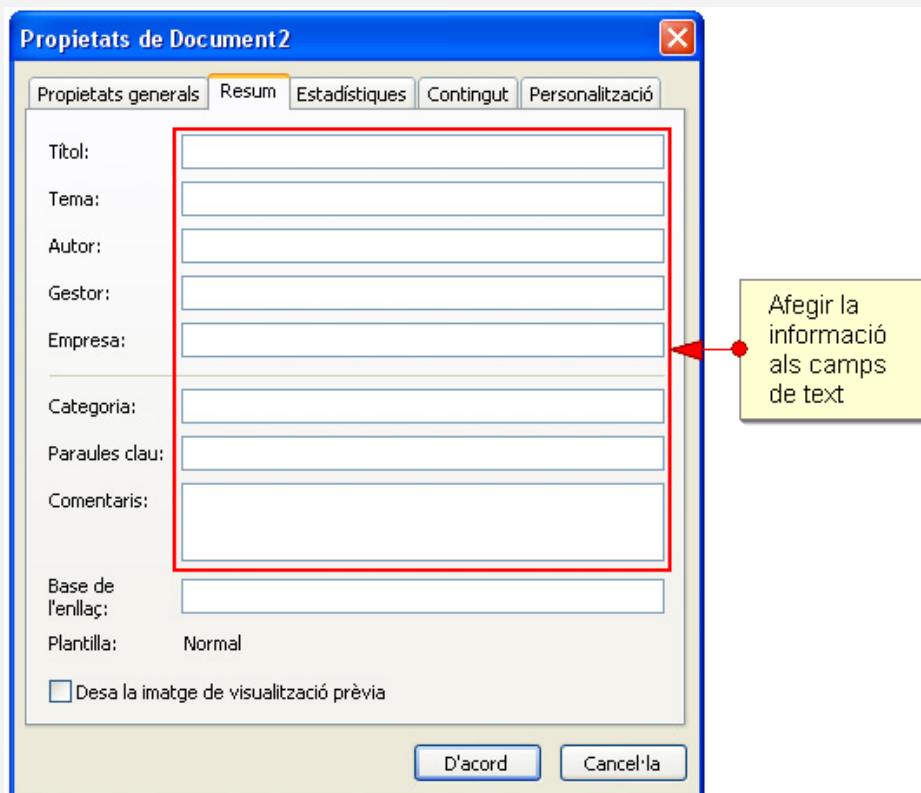 Propietats de Document2
Propietats generals Resum Estadístiques Contingut Personalització
Títol:
Tema:
Autor:
Gestor:
Empresa:
Afegir la
informació
als camps
de text
Categoria:
Paraules clau:
Comentaris:
Base de
l'enllaç:
Plantilla: Normal
Desa la imatge de visualització prèvia
D'acord Cancel·la